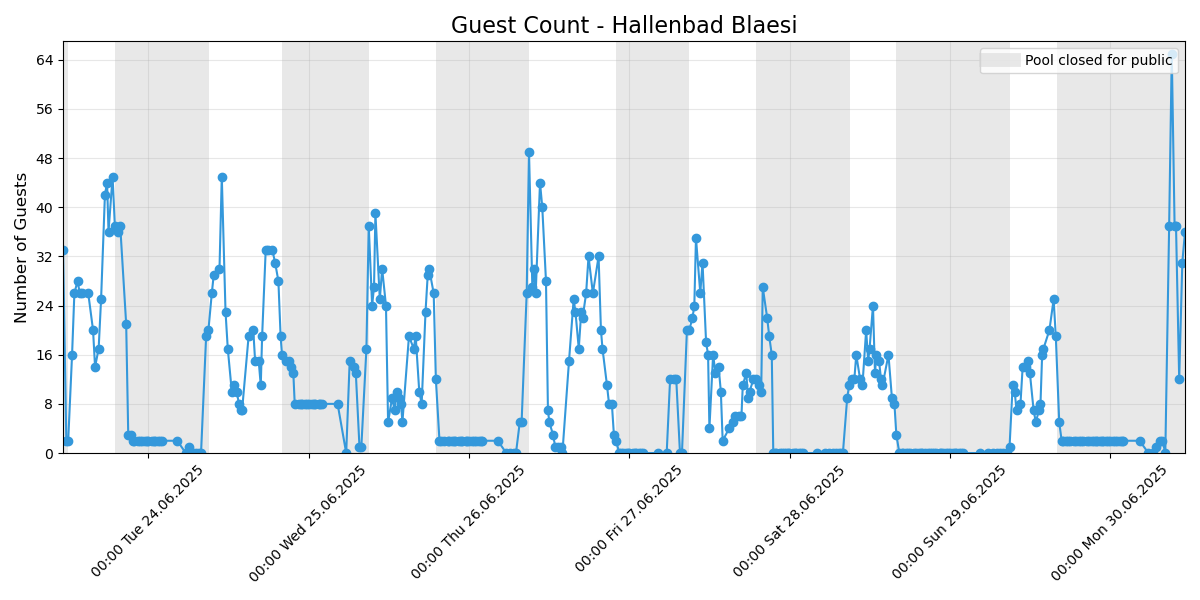 Guest Count - Hallenbad Blaesi
Number of Guests
64
56
48
40
32
24
16
8
0
Pool closed for public
00:00 Tue 24.06.2025
00:00 Wed 25.06.2025
00:00 Thu 26.06.2025
00:00 Fri 27.06.2025
00:00 Sat 28.06.2025
00:00 Sun 29.06.2025
00:00 Mon 30.06.2025